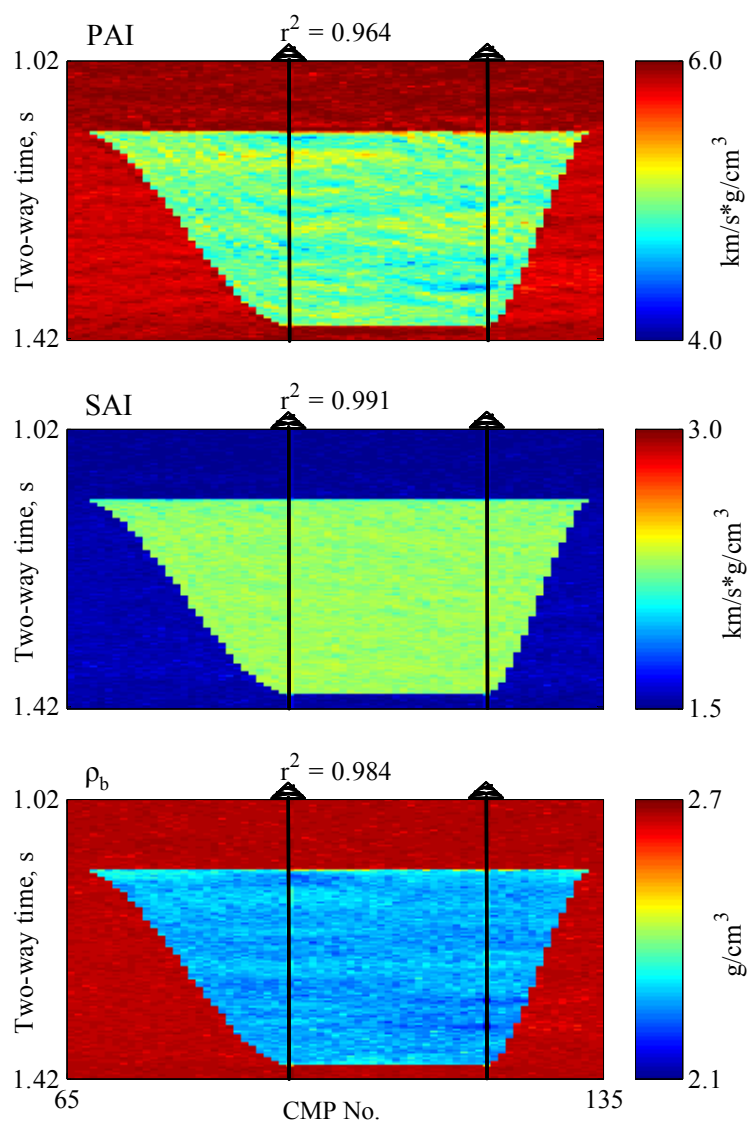 PAI
r² = 0.964
1.02
6.0
Two-way time, s
km/s*g/cm³
1.42
4.0
SAI
r² = 0.991
1.02
3.0
Two-way time, s
km/s*g/cm³
1.42
1.5
ρb
r² = 0.984
1.02
2.7
Two-way time, s
g/cm³
1.42
2.1
65
CMP No.
135